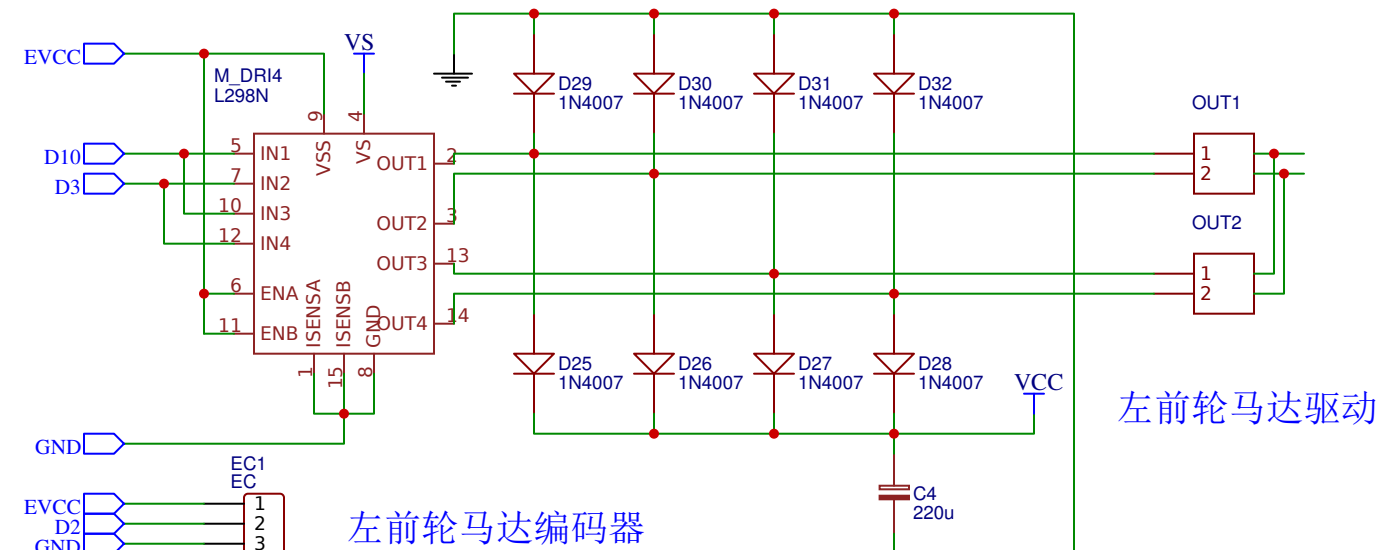 EVCC
VS
M_DRI4
L298N
9
4
D29
1N4007
D30
1N4007
D31
1N4007
D32
1N4007
OUT1
D10
5
IN1
VSS
VS
OUT1
2
1
D3
7
IN2
2
10
IN3
3
OUT2
OUT2
12
IN4
OUT3
13
1
6
ENA
2
11
ENB
ISENSA
ISENSB
GND
OUT4
14
1
15
8
D25
1N4007
D26
1N4007
D27
1N4007
D28
1N4007
VCC
左前轮马达驱动
GND
EC1
EC
EVCC
1
D2
2
GND
3
左前轮马达编码器
C4
220u